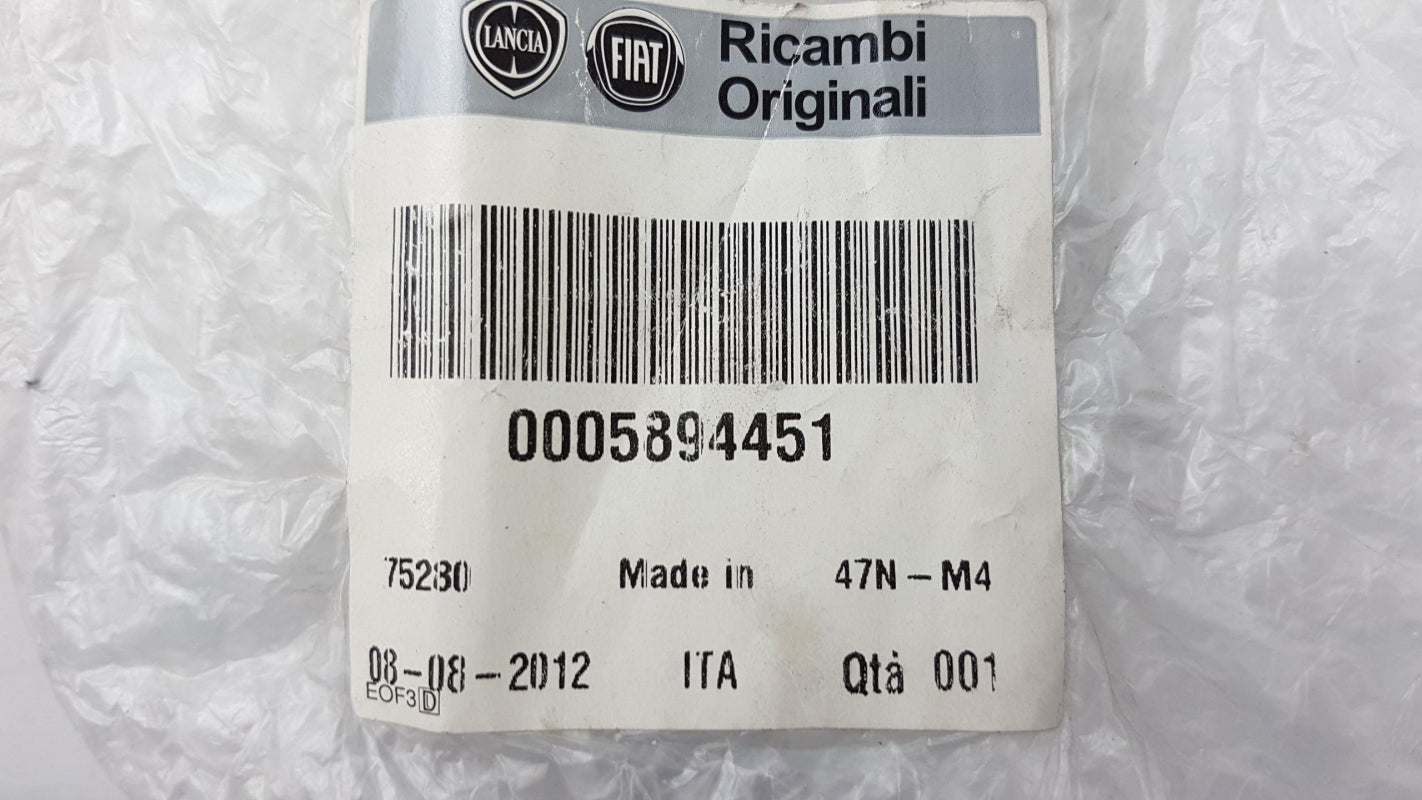 LANCIA FIAT Ricambi
Originali
0005894451
75280 Made in 47N-M4
08-08-2012 ITA Qtà 001
EOF3 D